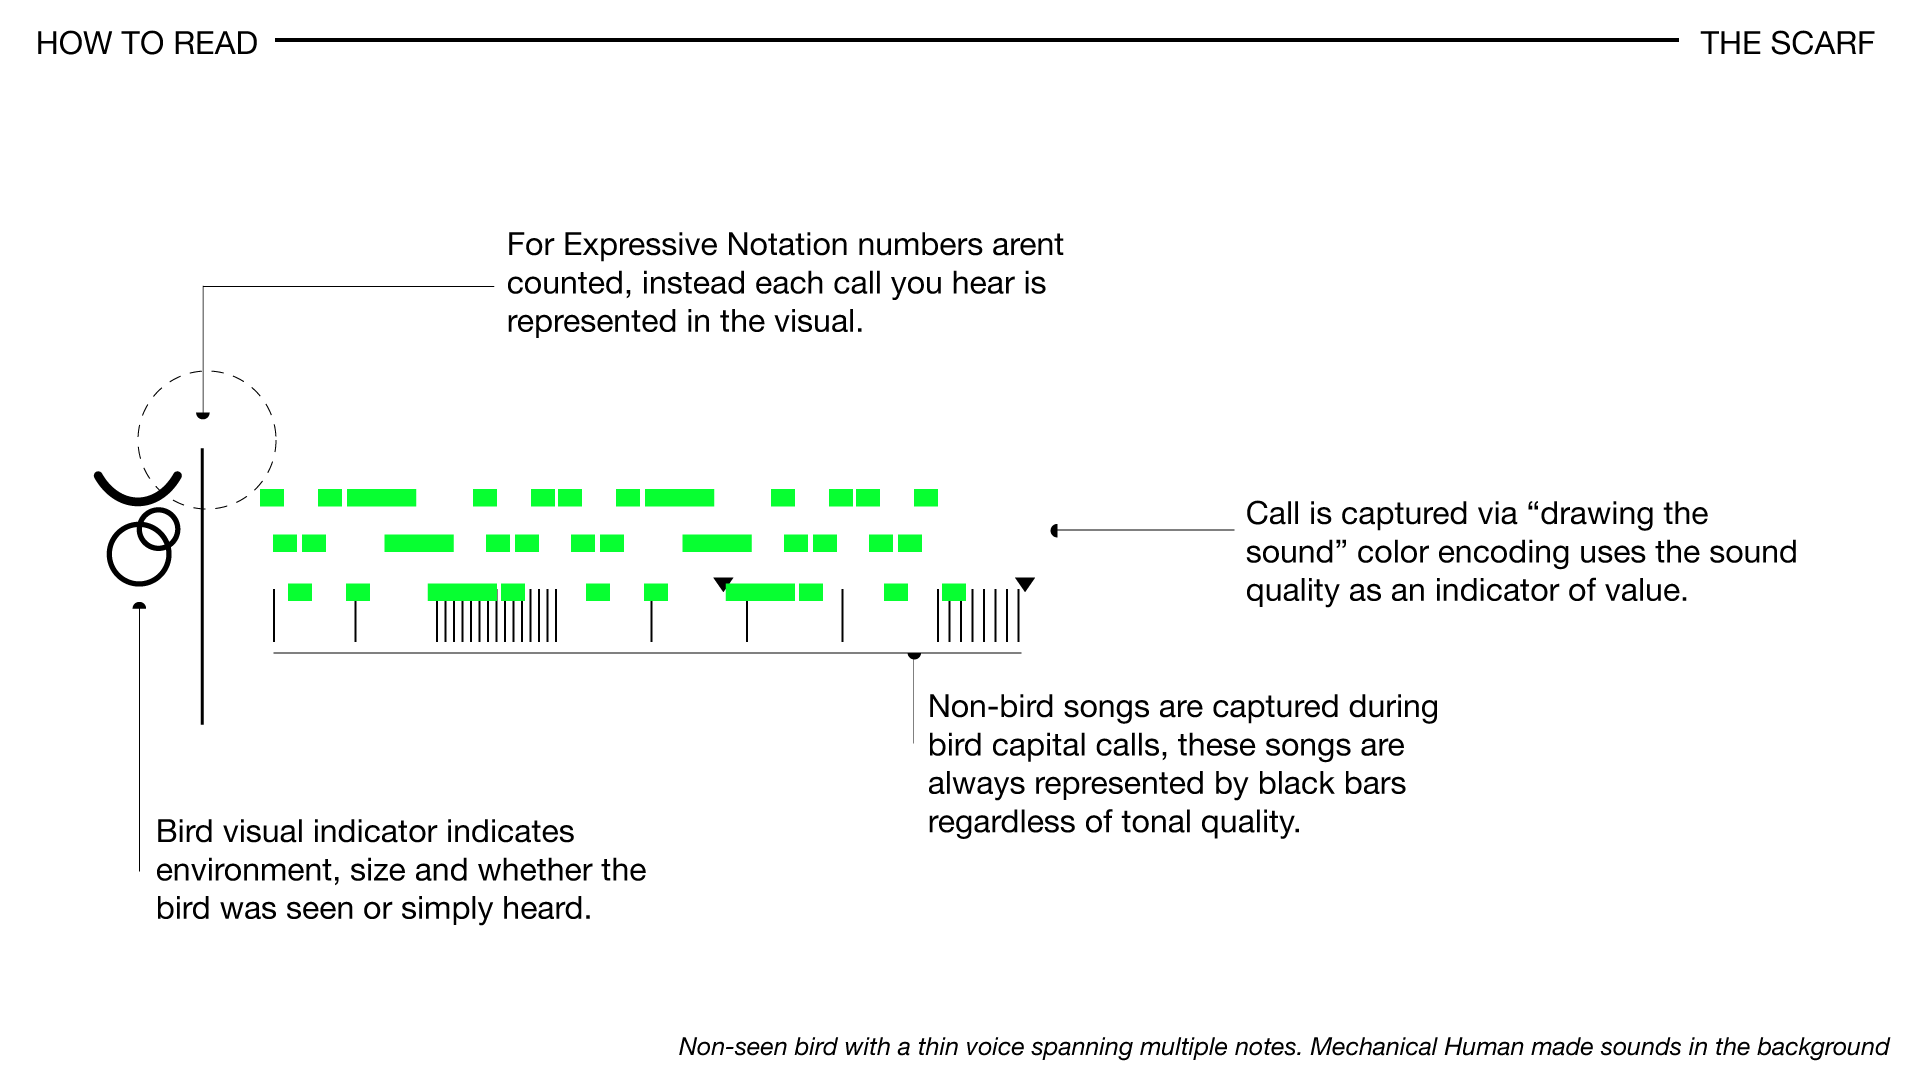 HOW TO READ
THE SCARF
For Expressive Notation numbers arent
counted, instead each call you hear is
represented in the visual.
Call is captured via “drawing the
sound” color encoding uses the sound
quality as an indicator of value.
Non-bird songs are captured during
bird capital calls, these songs are
always represented by black bars
regardless of tonal quality.
Bird visual indicator indicates
environment, size and whether the
bird was seen or simply heard.
Non-seen bird with a thin voice spanning multiple notes. Mechanical Human made sounds in the background